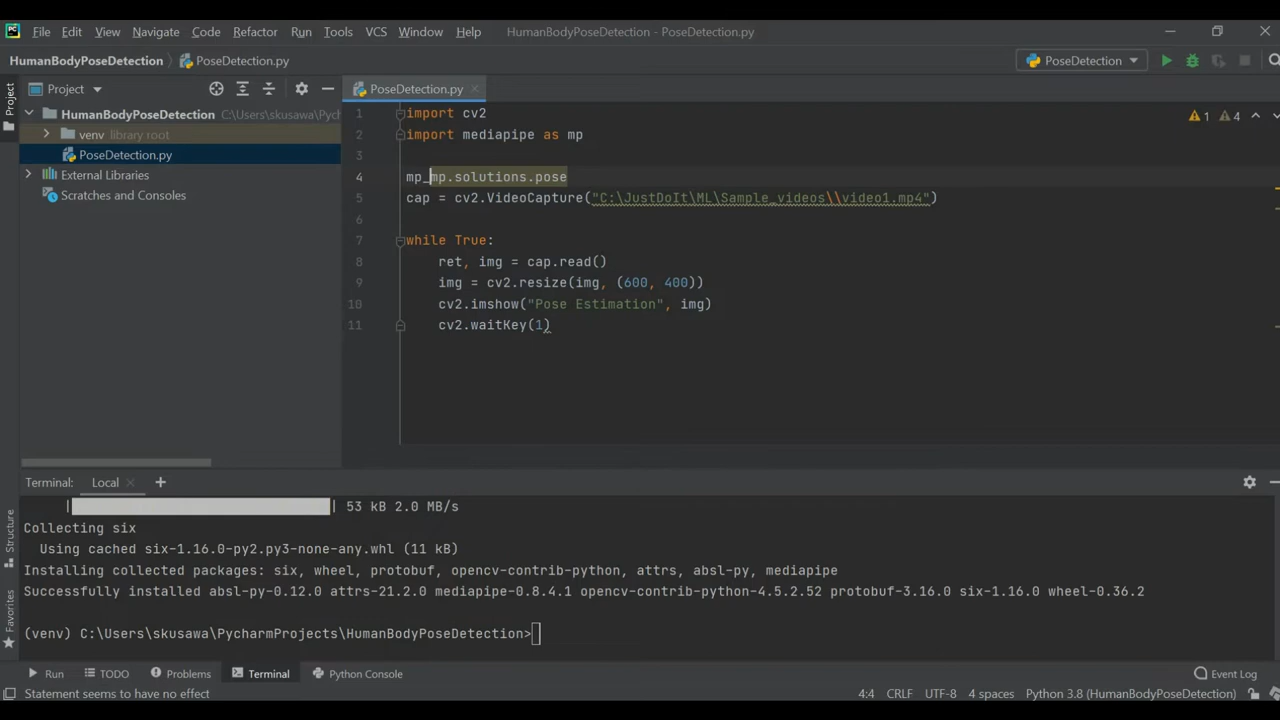 PC File Edit View Navigate Code Refactor Run Tools VCS Window Help HumanBodyPoseDetection - PoseDetection.py
HumanBodyPoseDetection PoseDetection.py PoseDetection
Project Project PoseDetection.py
HumanBodyPoseDetection C:\Users\skusawa\Pycharm
venv library root
PoseDetection.py
External Libraries
Scratches and Consoles
1 import cv2
2 import mediapipe as mp
3
4 mp_mp.solutions.pose
5 cap = cv2.VideoCapture("C:\JustDoIt\ML\Sample_videos\\video1.mp4")
6
7 while True:
8 ret, img = cap.read()
9 img = cv2.resize(img, (600, 400))
10 cv2.imshow("Pose Estimation", img)
11 cv2.waitKey(1)
1 4
Structure
Favorites
Terminal: Local +
| | 53 kB 2.0 MB/s
Collecting six
Using cached six-1.16.0-py2.py3-none-any.whl (11 kB)
Installing collected packages: six, wheel, protobuf, opencv-contrib-python, attrs, absl-py, mediapipe
Successfully installed absl-py-0.12.0 attrs-21.2.0 mediapipe-0.8.4.1 opencv-contrib-python-4.5.2.52 protobuf-3.16.0 six-1.16.0 wheel-0.36.2
(venv) C:\Users\skusawa\PycharmProjects\HumanBodyPoseDetection>
Run TODO Problems Terminal Python Console Event Log
Statement seems to have no effect 4:4 CRLF UTF-8 4 spaces Python 3.8 (HumanBodyPoseDetection)